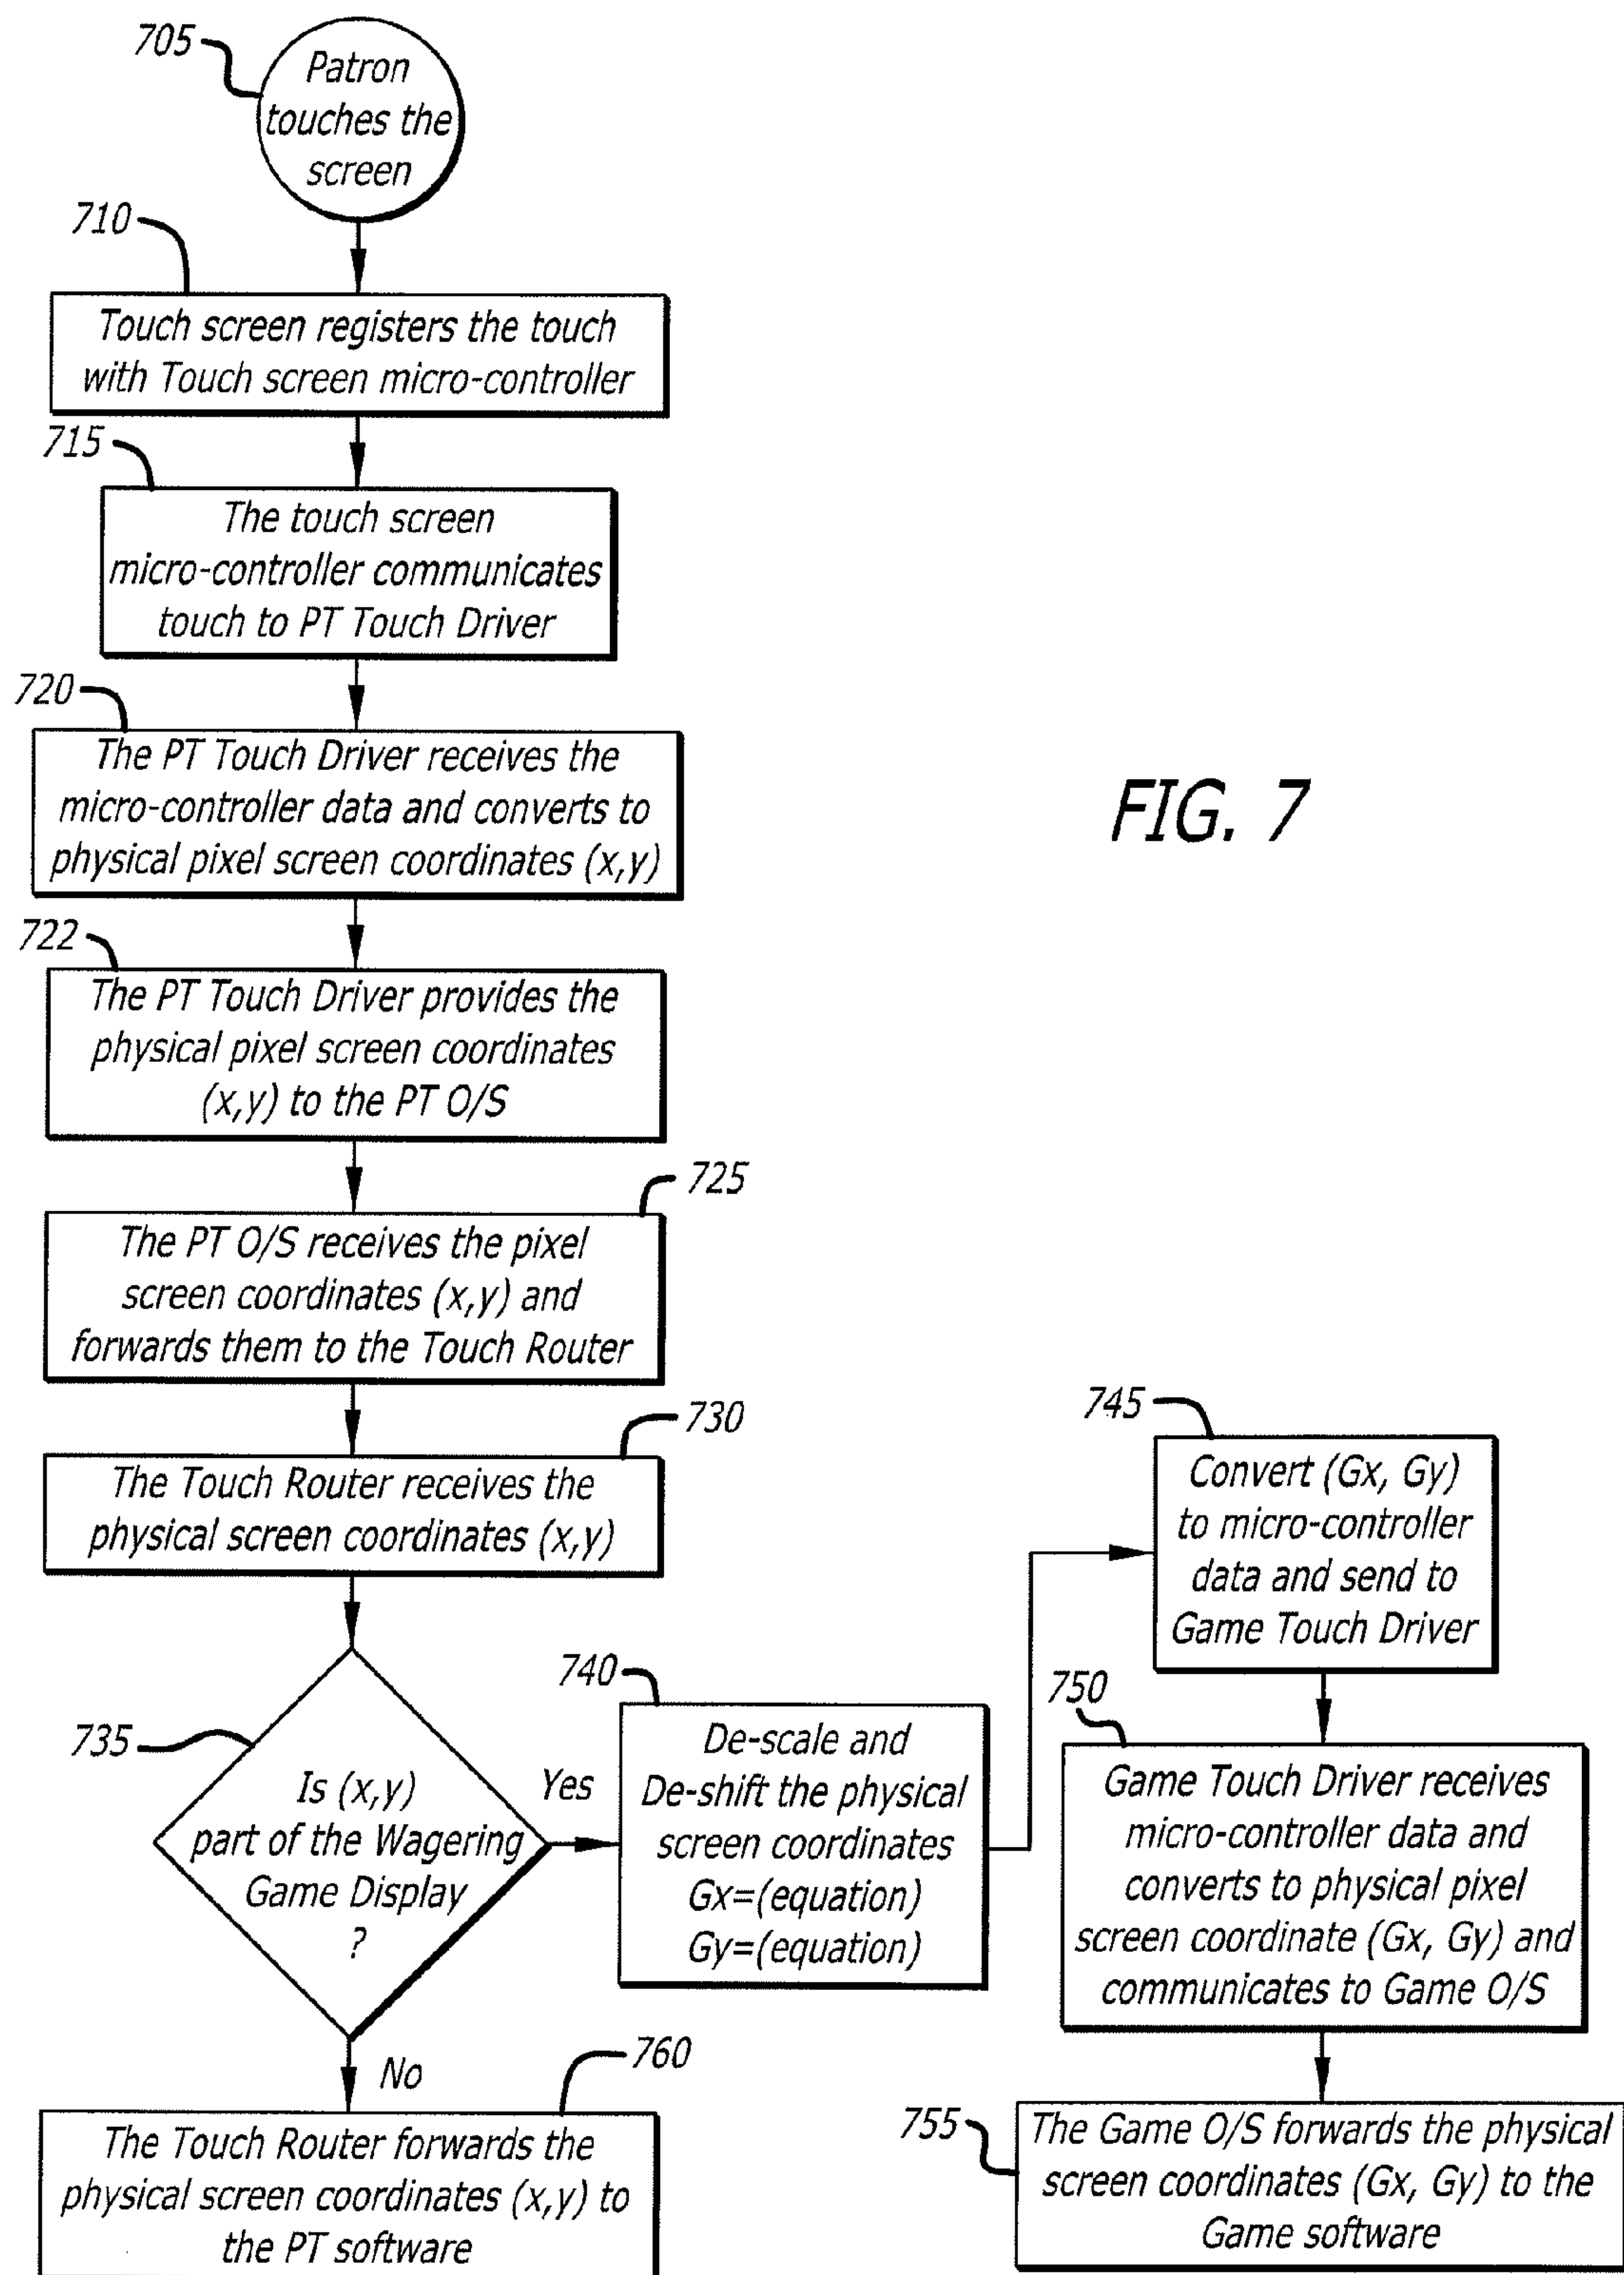 705
Patron
touches the
screen
710
Touch screen registers the touch
with Touch screen micro-controller
715
The touch screen
micro-controller communicates
touch to PT Touch Driver
720
The PT Touch Driver receives the
micro-controller data and converts to
physical pixel screen coordinates (x,y)
FIG. 7
722
The PT Touch Driver provides the
physical pixel screen coordinates
(x,y) to the PT O/S
725
The PT O/S receives the pixel
screen coordinates (x,y) and
forwards them to the Touch Router
730
The Touch Router receives the
physical screen coordinates (x,y)
735
Is (x,y)
part of the Wagering
Game Display
?
Yes
740
De-scale and
De-shift the physical
screen coordinates
Gx=(equation)
Gy=(equation)
745
Convert (Gx, Gy)
to micro-controller
data and send to
Game Touch Driver
750
Game Touch Driver receives
micro-controller data and
converts to physical pixel
screen coordinate (Gx, Gy) and
communicates to Game O/S
755
The Game O/S forwards the physical
screen coordinates (Gx, Gy) to the
Game software
No
760
The Touch Router forwards the
physical screen coordinates (x,y) to
the PT software